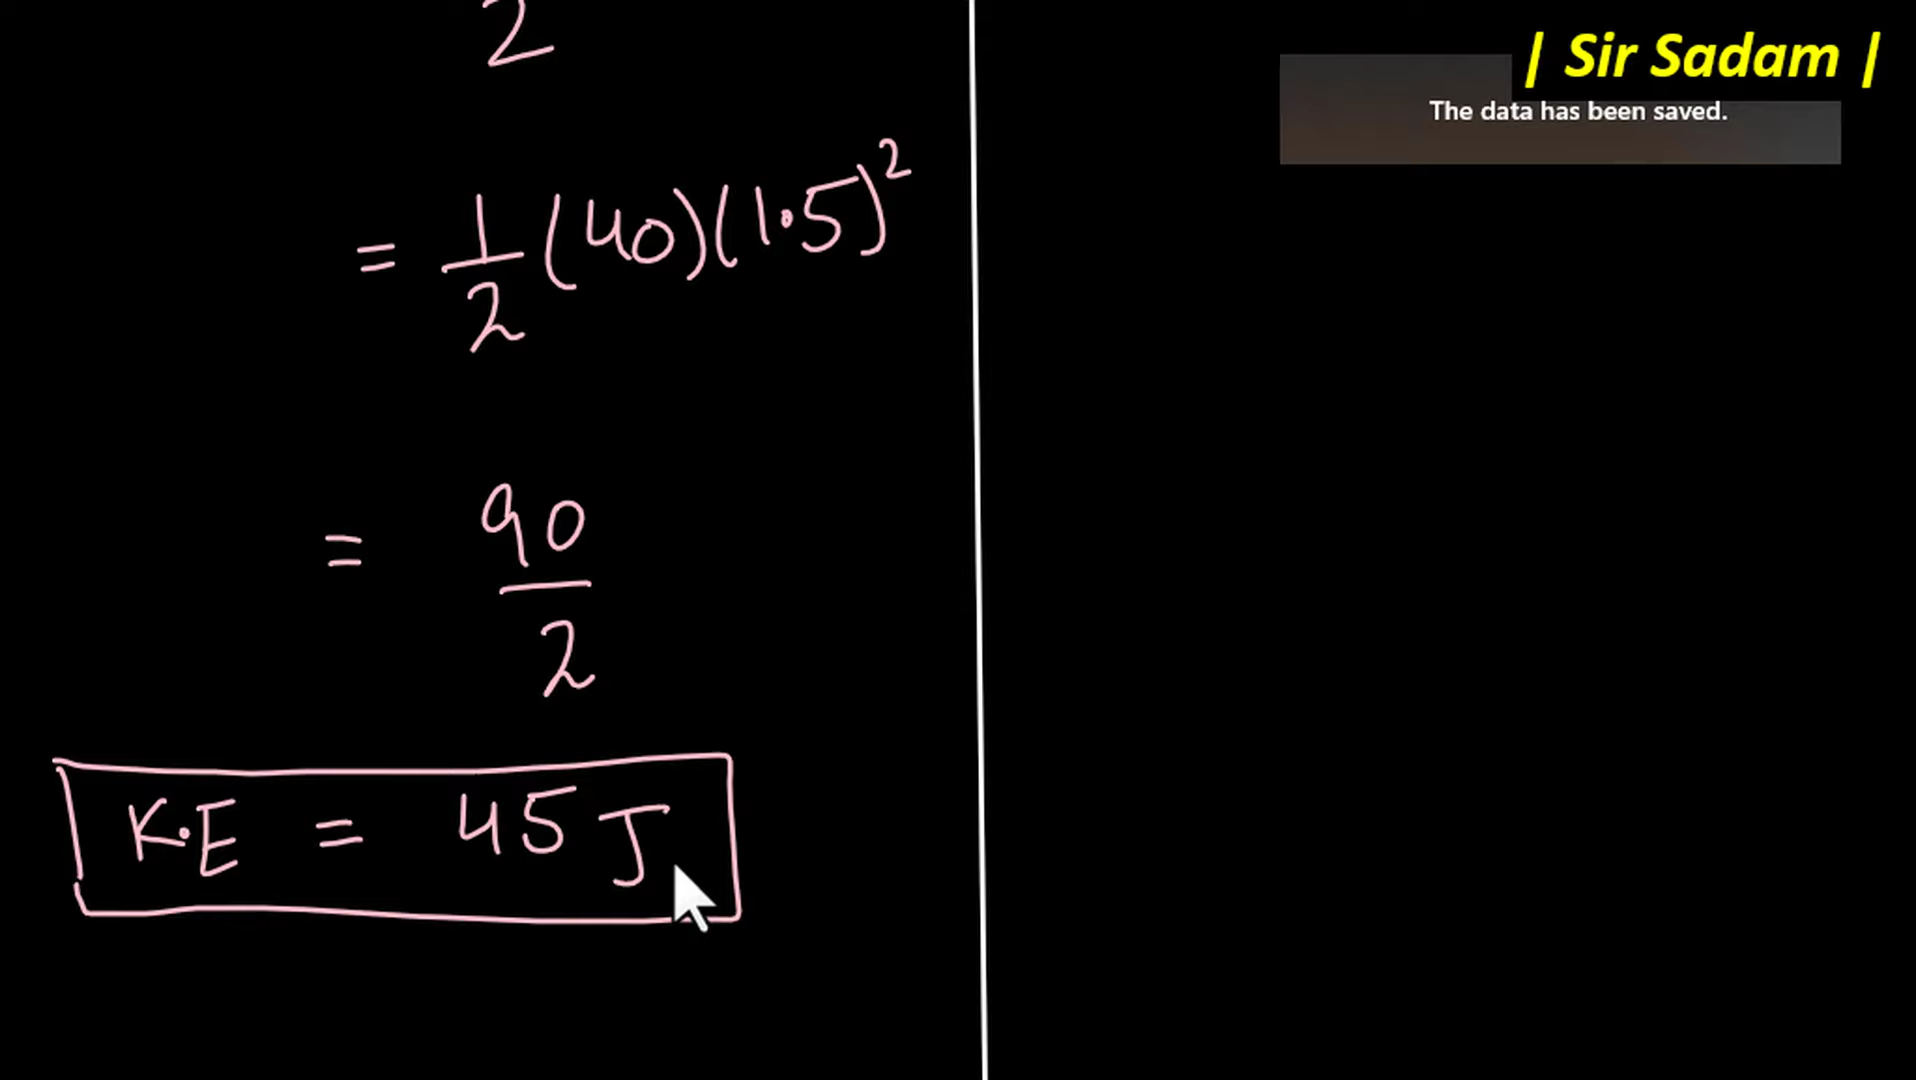 2
= 1/2 (40)(1.5)²
= 90/2
K.E = 45 J
| Sir Sadam |
The data has been saved.